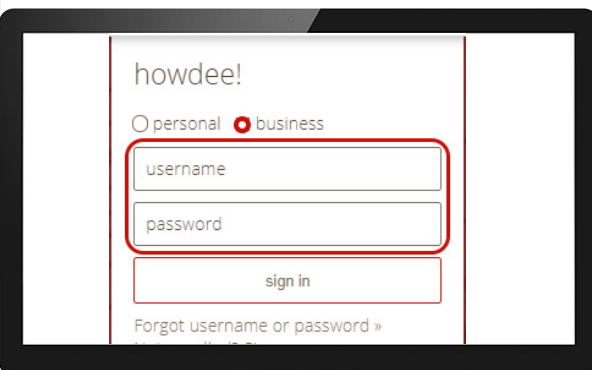 howdee!
personal business
username
password
sign in
Forgot username or password »